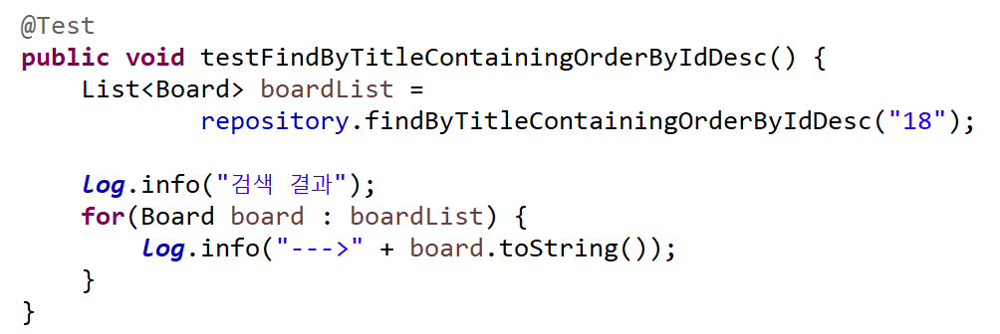 @Test
public void testFindByTitleContainingOrderByIdDesc() {
    List<Board> boardList =
            repository.findByTitleContainingOrderByIdDesc("18");

    log.info("검색 결과");
    for(Board board : boardList) {
        log.info("--->" + board.toString());
    }
}